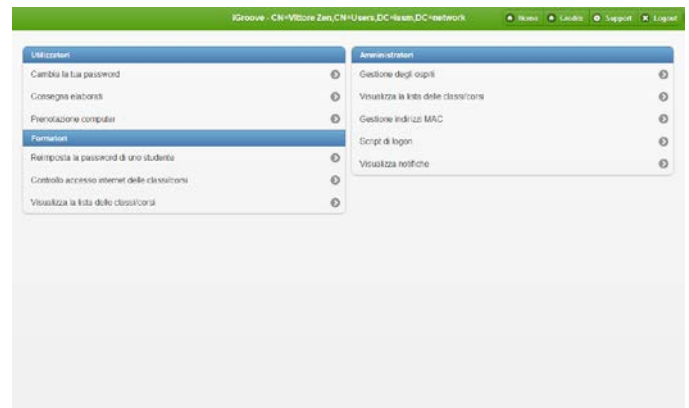 iGroove - CN=Vittore Zen,CN=Users,DC=iasm,DC=network
Home Credits Support Logout
Utilizzatori
Cambia la tua password
Consegna elaborati
Prenotazione computer
Formatori
Reimposta la password di uno studente
Controllo accesso internet delle classi/corsi
Visualizza la lista delle classi/corsi
Amministratori
Gestione degli ospiti
Visualizza la lista delle classi/corsi
Gestione indirizzi MAC
Script di logon
Visualizza notifiche